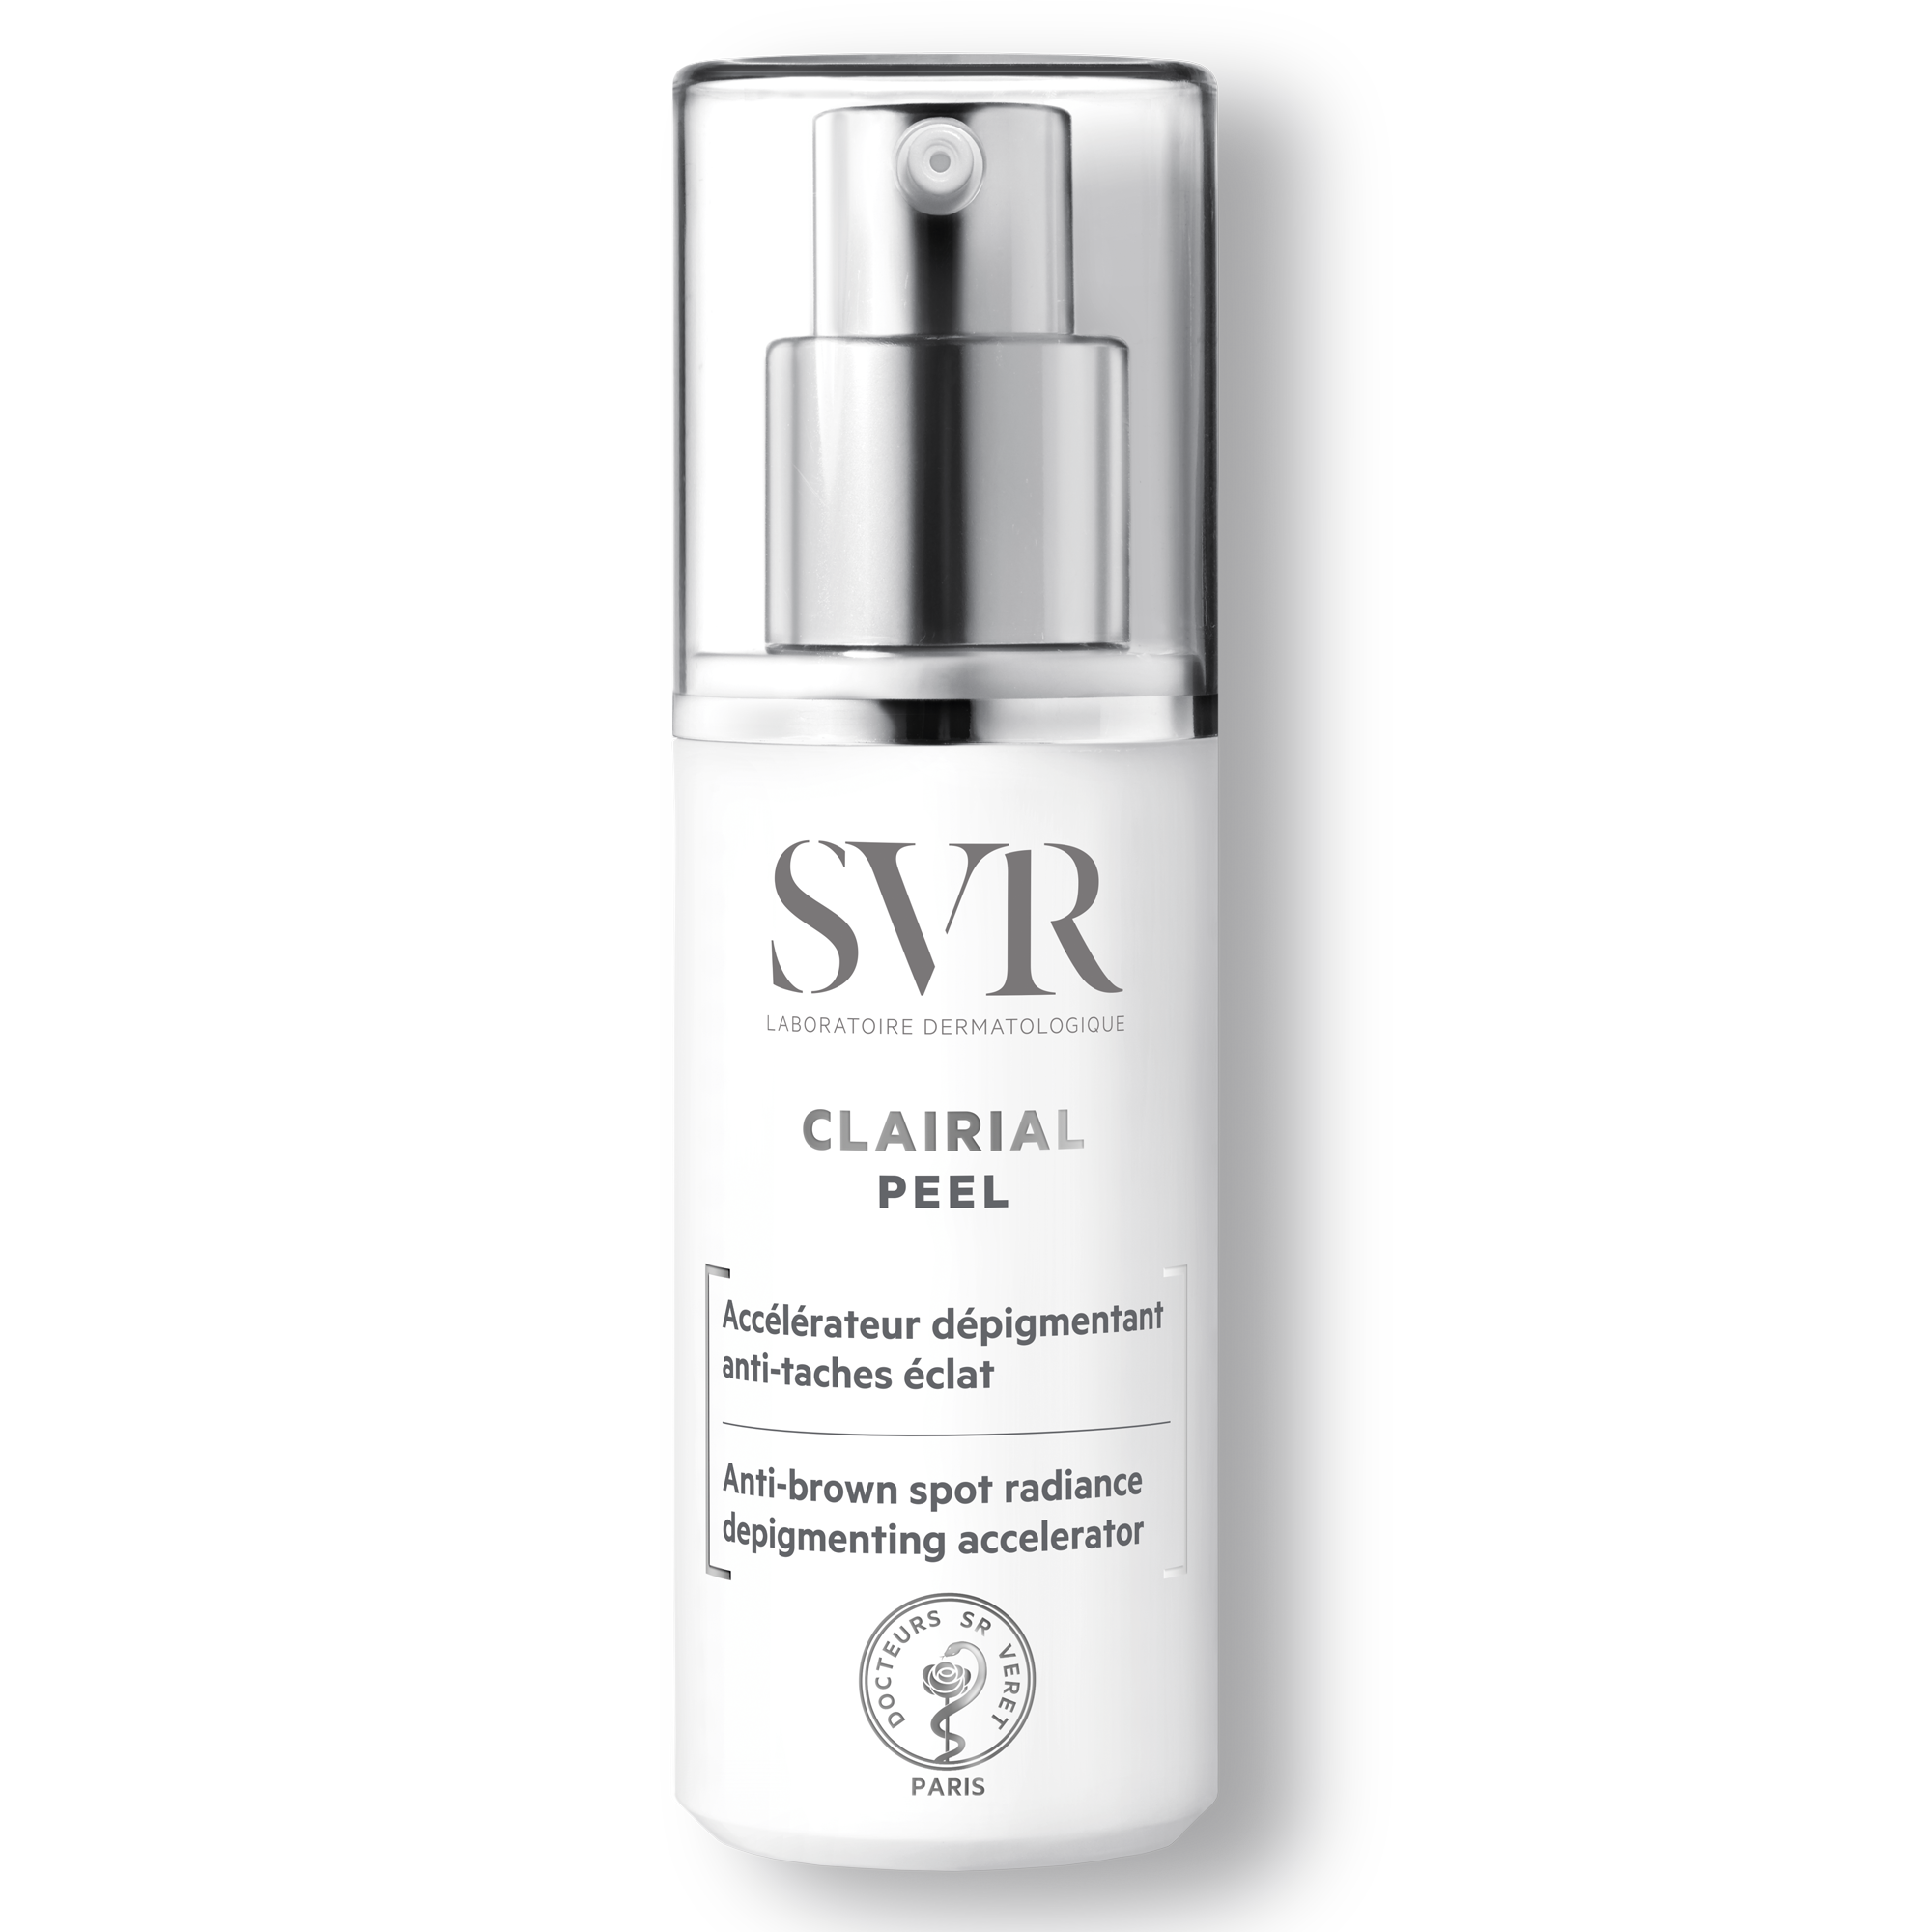 SVR
LABORATOIRE DERMATOLOGIQUE
CLAIRIAL
PEEL
Accélérateur dépigmentant
anti-taches éclat
Anti-brown spot radiance
depigmenting accelerator
DOCTEURS SR VERET
PARIS